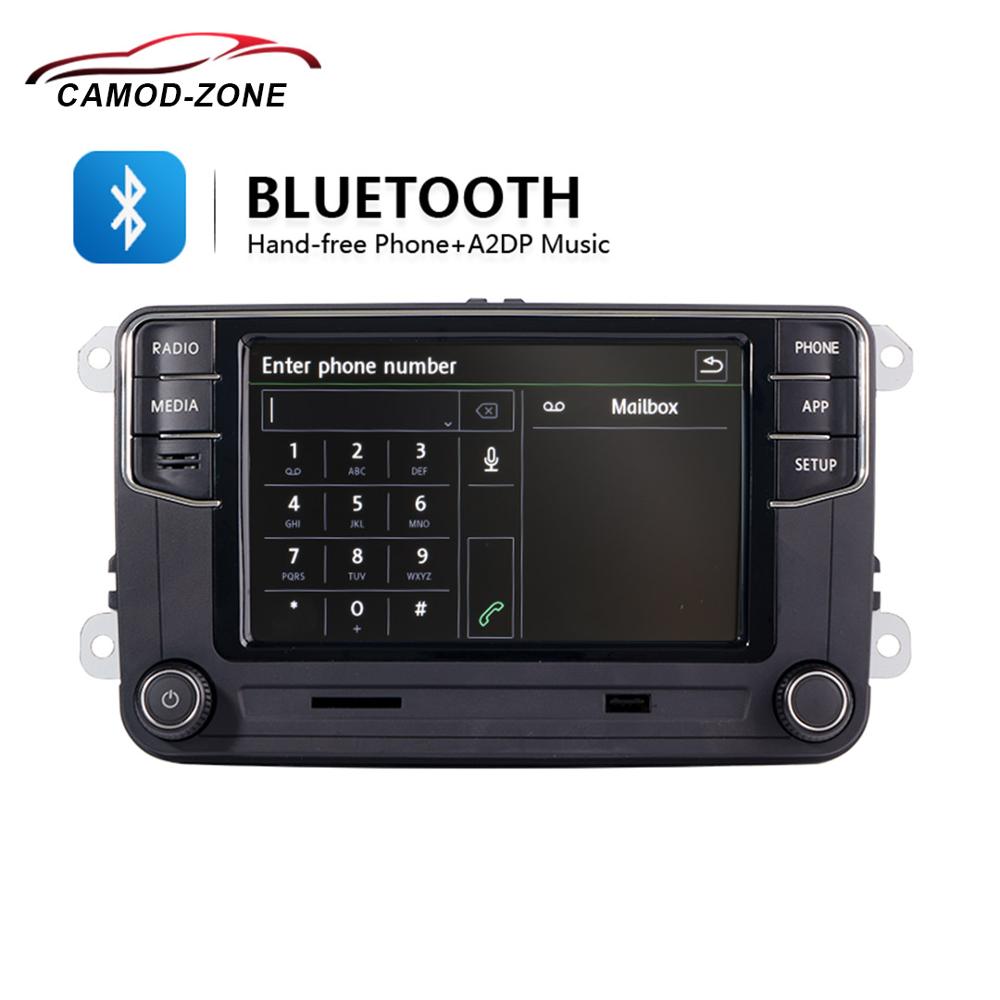 CAMOD-ZONE
BLUETOOTH
Hand-free Phone+A2DP Music
RADIO
MEDIA
PHONE
APP
SETUP
Enter phone number
Mailbox
1 2 3
ABC DEF
4 5 6
GHI JKL MNO
7 8 9
PQRS TUV WXYZ
* 0 #
+